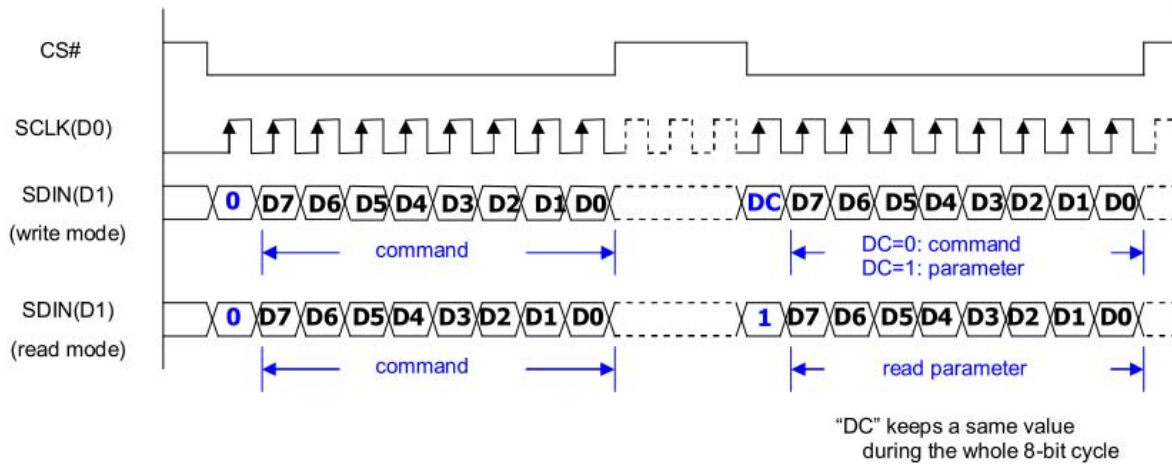 CS#
SCLK(D0)
SDIN(D1)
(write mode)
0 D7 D6 D5 D4 D3 D2 D1 D0 DC D7 D6 D5 D4 D3 D2 D1 D0
command
DC=0: command
DC=1: parameter
SDIN(D1)
(read mode)
0 D7 D6 D5 D4 D3 D2 D1 D0 1 D7 D6 D5 D4 D3 D2 D1 D0
command
read parameter
“DC” keeps a same value
during the whole 8-bit cycle